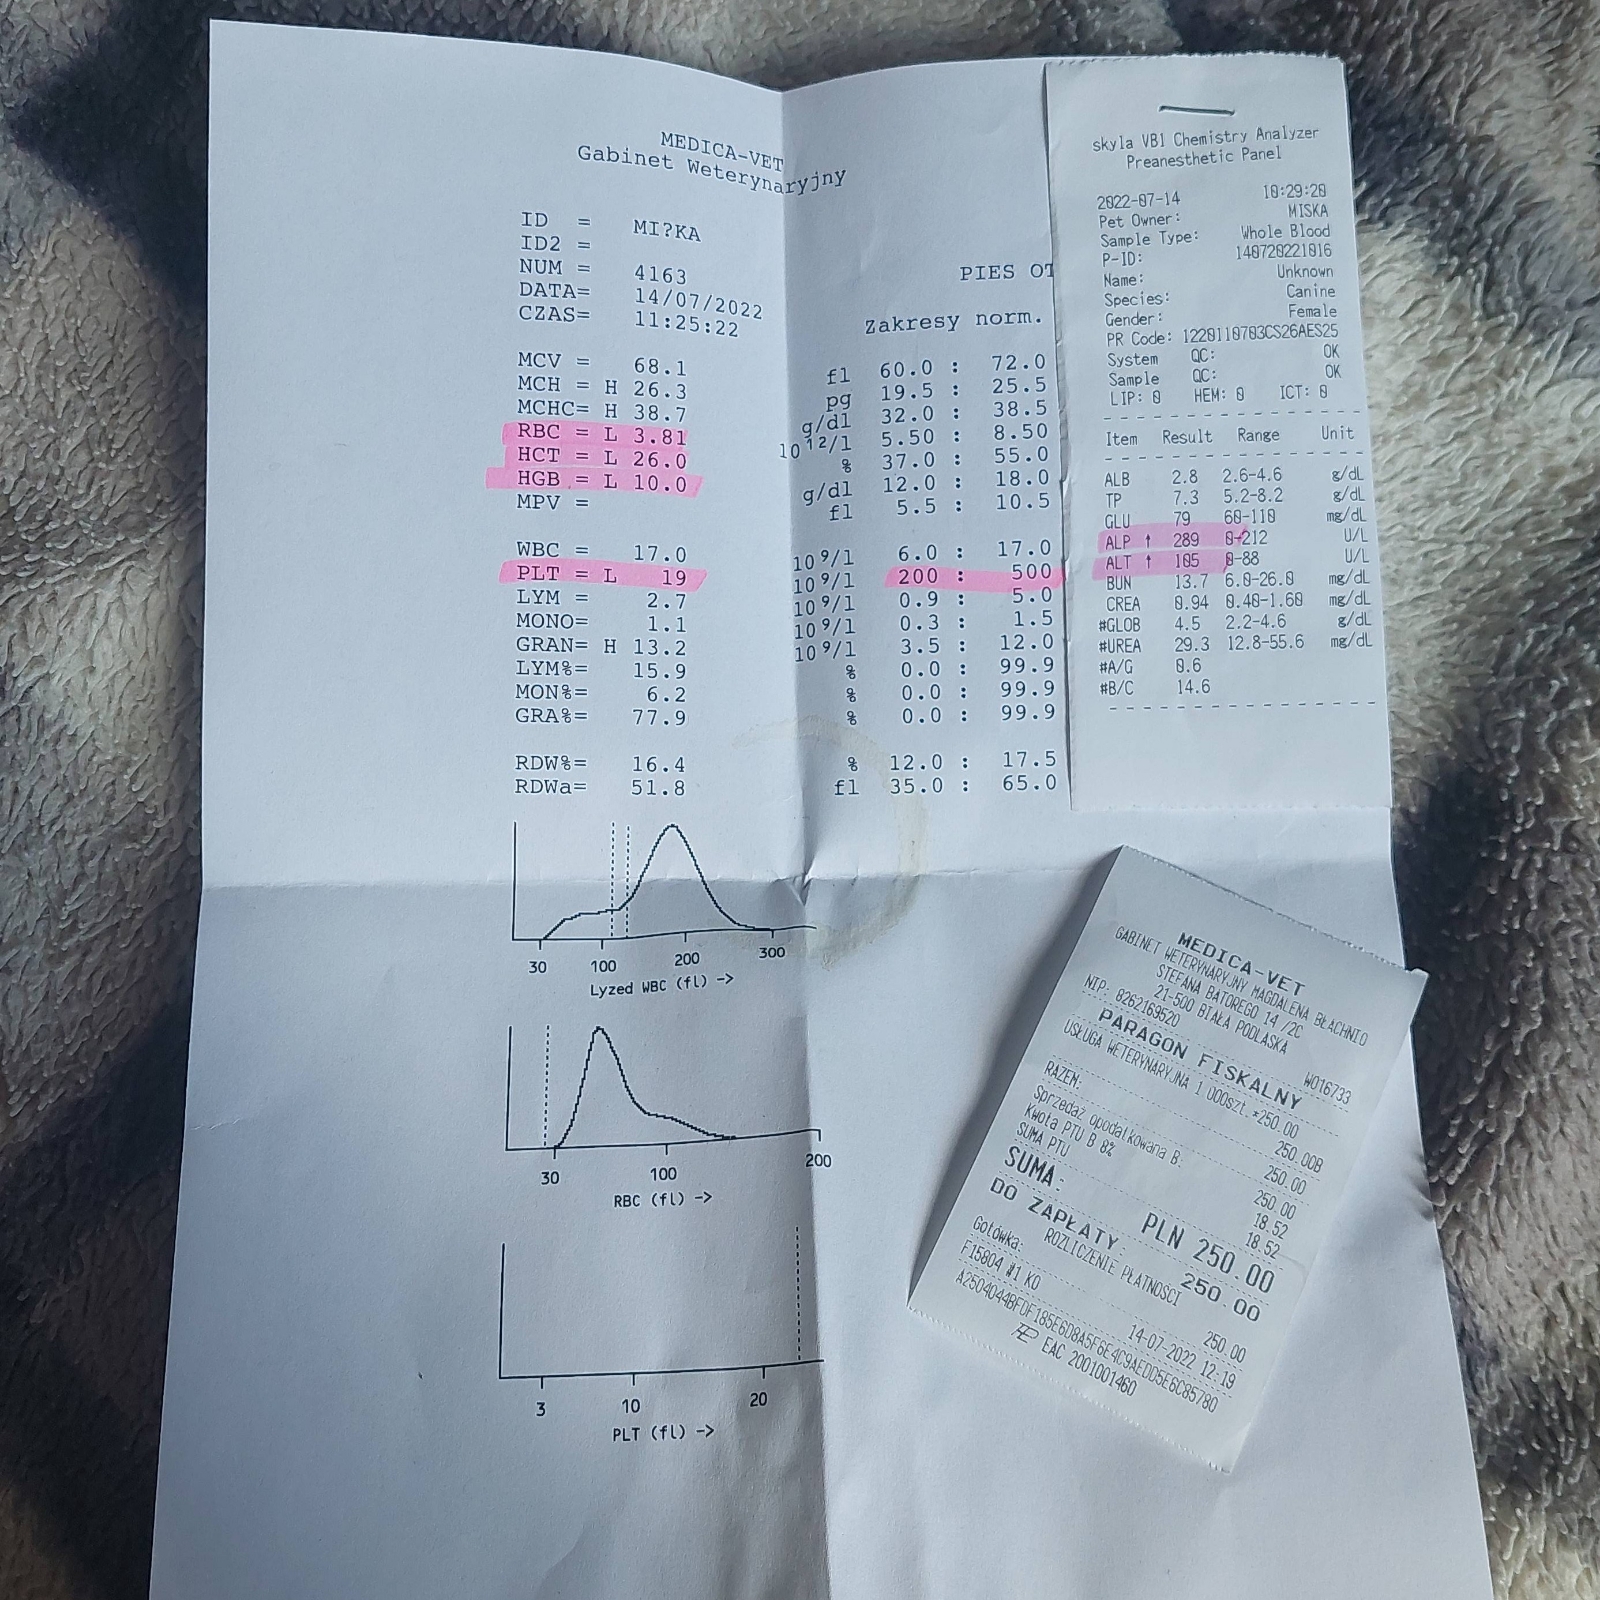 MEDICA-VET
Gabinet Weterynaryjny
ID = MI?KA
ID2 =
NUM = 4163
DATA= 14/07/2022
CZAS= 11:25:22
PIES OT
Zakresy norm.
MCV = 68.1 fl 60.0 : 72.0
MCH = H 26.3 pg 19.5 : 25.5
MCHC= H 38.7 g/dl 32.0 : 38.5
RBC = L 3.81 10¹²/l 5.50 : 8.50
HCT = L 26.0 % 37.0 : 55.0
HGB = L 10.0 g/dl 12.0 : 18.0
MPV = fl 5.5 : 10.5
WBC = 17.0 10⁹/l 6.0 : 17.0
PLT = L 19 10⁹/l 200 : 500
LYM = 2.7 10⁹/l 0.9 : 5.0
MONO= 1.1 10⁹/l 0.3 : 1.5
GRAN= H 13.2 10⁹/l 3.5 : 12.0
LYM%= 15.9 % 0.0 : 99.9
MON%= 6.2 % 0.0 : 99.9
GRA%= 77.9 % 0.0 : 99.9
RDW%= 16.4 % 12.0 : 17.5
RDWa= 51.8 fl 35.0 : 65.0
30 100 200 300
Lyzed WBC (fl) ->
30 100 200
RBC (fl) ->
3 10 20
PLT (fl) ->
skyla VB1 Chemistry Analyzer
Preanesthetic Panel
2022-07-14 10:29:20
Pet Owner: MISKA
Sample Type: Whole Blood
P-ID: 140720221016
Name: Unknown
Species: Canine
Gender: Female
PR Code: 1220110703CS26AES25
System QC: OK
Sample QC: OK
LIP: 0 HEM: 0 ICT: 0
Item Result Range Unit
ALB 2.8 2.6-4.6 g/dL
TP 7.3 5.2-8.2 g/dL
GLU 79 60-110 mg/dL
ALP ↑ 289 0-212 U/L
ALT ↑ 105 0-88 U/L
BUN 13.7 6.0-26.0 mg/dL
CREA 0.94 0.40-1.60 mg/dL
#GLOB 4.5 2.2-4.6 g/dL
#UREA 29.3 12.8-55.6 mg/dL
#A/G 0.6
#B/C 14.6
MEDICA-VET
GABINET WETERYNARYJNY MAGDALENA BŁACHNIO
STEFANA BATOREGO 14 /2C
21-500 BIAŁA PODLASKA
NIP: 8262169520 W016733
PARAGON FISKALNY
USŁUGA WETERYNARYJNA 1.000szt.*250.00
250.00B
RAZEM: 250.00
Sprzedaż opodatkowana B: 250.00
Kwota PTU B 8% 18.52
SUMA PTU 18.52
SUMA: PLN 250.00
DO ZAPŁATY: 250.00
ROZLICZENIE PŁATNOŚCI
Gotówka: 250.00
F15804 #1 KO 14-07-2022 12:19
A2504044BFDF185E6D8A5F6E4C9AEDD5E6C85780
EAC 2001001460